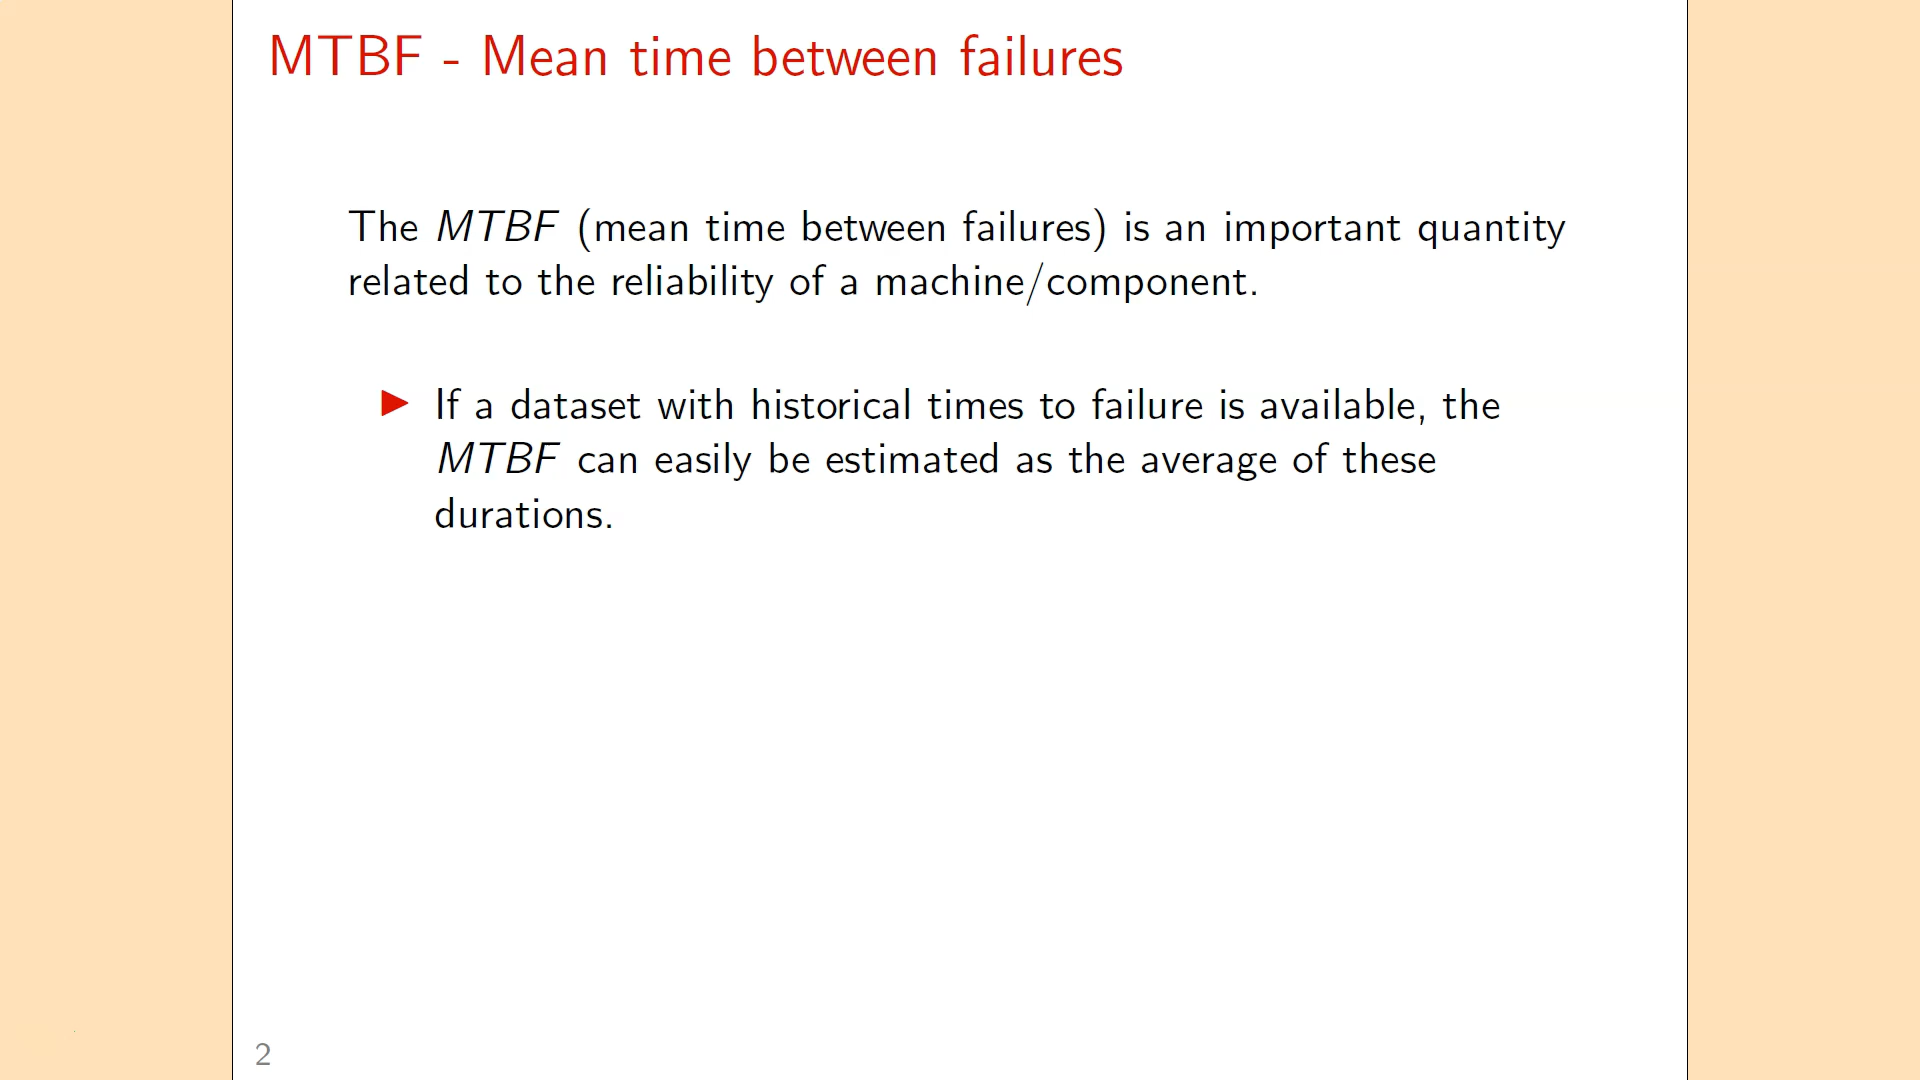 MTBF - Mean time between failures
The MTBF (mean time between failures) is an important quantity
related to the reliability of a machine/component.
▶ If a dataset with historical times to failure is available, the
MTBF can easily be estimated as the average of these
durations.
2